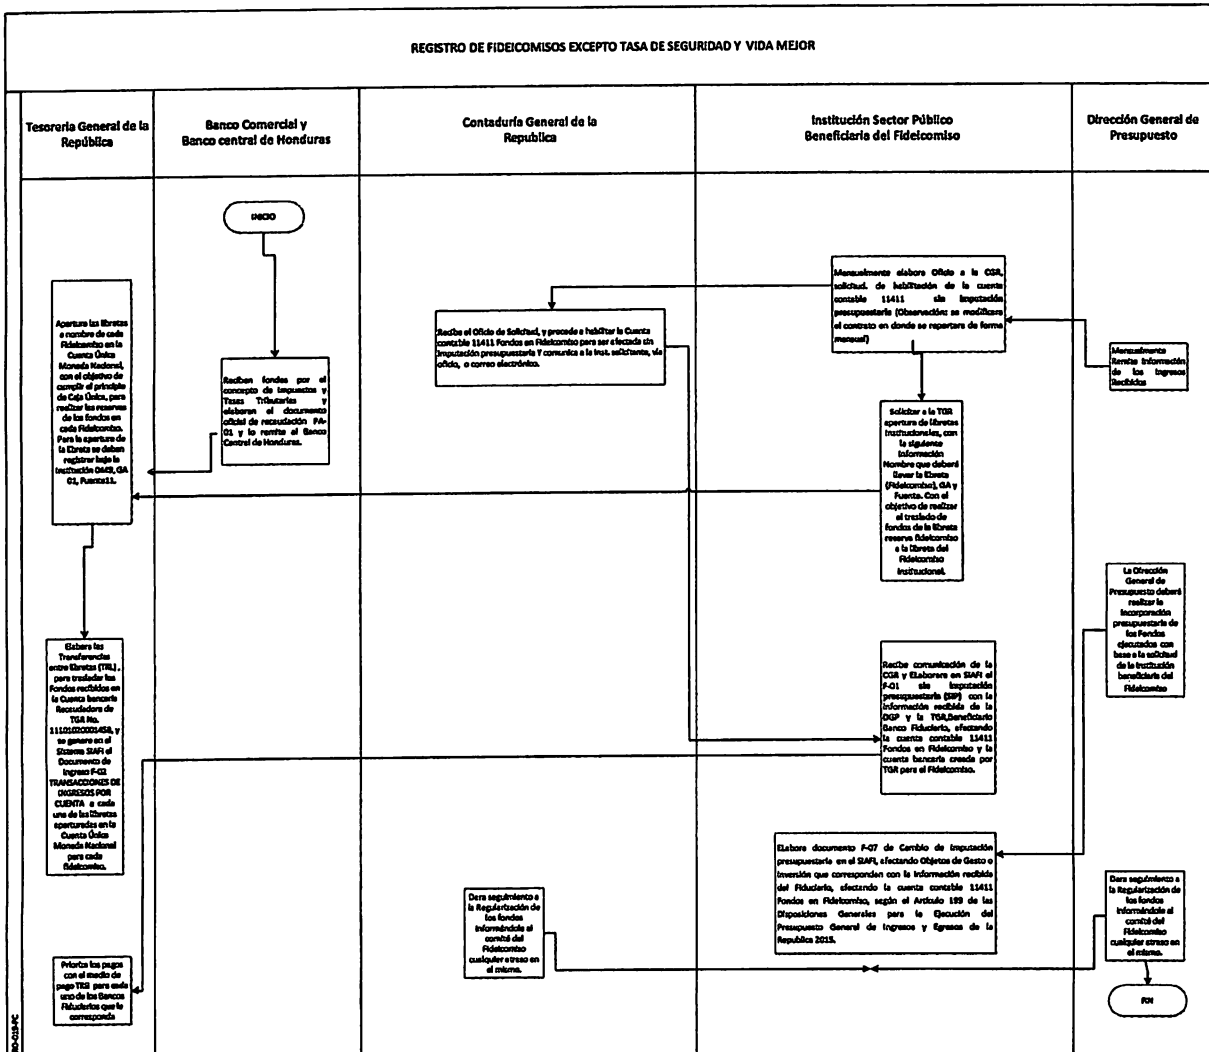 REGISTRO DE FIDEICOMISOS EXCEPTO TASA DE SEGURIDAD Y VIDA MEJOR
Tesorería General de la
República
Banco Comercial y
Banco central de Honduras
Contaduría General de la
Republica
Institución Sector Público
Beneficiaria del Fideicomiso
Dirección General de
Presupuesto
INICIO
Apertura las libretas
a nombre de cada
Fideicomiso en la
Cuenta Única
Moneda Nacional,
con el objetivo de
cumplir el principio
de Caja Única, para
realizar las reservas
de los fondos en
cada Fideicomiso.
Para la apertura de
la libreta se deben
registrar bajo la
Institución 0449, GA
01, Fuente11.
Reciben fondos por el
concepto de Impuestos y
Tasas Tributarias y
elaboran el documento
oficial de recaudación PA-
01 y lo remite al Banco
Central de Honduras.
Recibe el Oficio de Solicitud, y procede a habilitar la Cuenta
contable 11411 Fondos en Fideicomiso para ser afectada sin
imputación presupuestaria Y comunica a la Inst. solicitante, vía
oficio, o correo electrónico.
Mensualmente elabora Oficio a la CGR,
solicitud. de habilitación de la cuenta
contable 11411 sin imputación
presupuestaria (Observación: se modificara
el contrato en donde se reportara de forma
mensual)
Mensualmente
Remite Información
de los Ingresos
Recibidos
Solicitar a la TGR
apertura de libretas
Institucionales, con
la siguiente
Información
Nombre que deberá
llevar la libreta
(Fideicomiso), GA y
Fuente. Con el
objetivo de realizar
el traslado de
fondos de la libreta
reserva fideicomiso
a la libreta del
Fideicomiso
Institucional.
La Dirección
General de
Presupuesto deberá
realizar la
incorporación
presupuestaria de
los Fondos
ejecutados con
base a la solicitud
de la Institución
beneficiaria del
Fideicomiso
Elabora las
Transferencias
entre libretas (TRL) ,
para trasladar los
Fondos recibidos en
la Cuenta bancaria
Recaudadora de
TGR No.
11101020001458, y
se genere en el
Sistema SIAFI el
Documento de
Ingreso F-02
TRANSACCIONES DE
INGRESOS POR
CUENTA a cada
una de las libretas
aperturadas en la
Cuenta Única
Moneda Nacional
para cada
fideicomiso.
Recibe comunicación de la
CGR y ELaborara en SIAFI el
F-01 sin imputación
presupuestaria (SIP) con la
información recibida de la
DGP y la TGR,Beneficiario
Banco Fiduciario, afectando
la cuenta contable 11411
Fondos en Fideicomiso y la
cuenta bancaria creada por
TGR para el Fideicomiso.
Elabora documento F-07 de Cambio de Imputación
presupuestaria en el SIAFI, afectando Objetos de Gasto o
Inversión que corresponden con la información recibida
del Fiduciario, afectando la cuenta contable 11411
Fondos en Fideicomiso, según el Artículo 199 de las
Disposiciones Generales para la Ejecución del
Presupuesto General de Ingresos y Egresos de la
Republica 2015.
Dara seguimiento a
la Regularización de
los fondos
informándole al
comité del
Fideicomiso
cualquier atraso en
el mismo.
Dara seguimiento a
la Regularización de
los fondos
informándole al
comité del
Fideicomiso
cualquier atraso en
el mismo.
Prioriza los pagos
con el medio de
pago TRB para cada
uno de los Bancos
Fiduciarios que le
corresponda
FIN